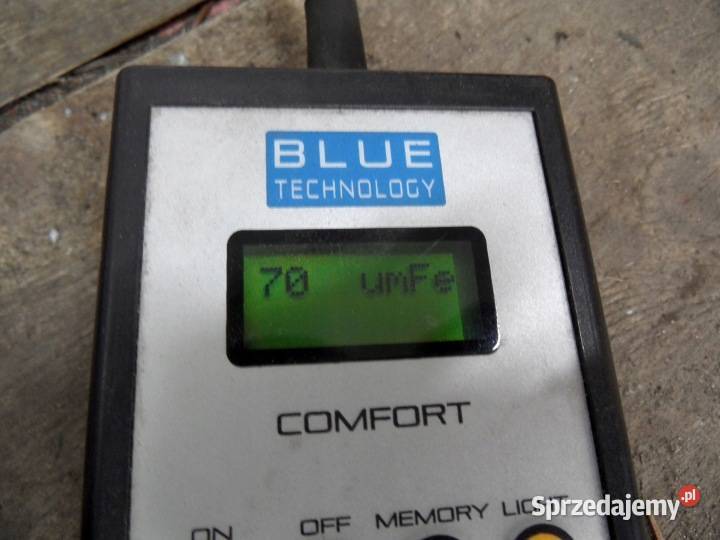 BLUE
TECHNOLOGY
70 umFe
COMFORT
ON OFF MEMORY LIGHT
Sprzedajemy.pl